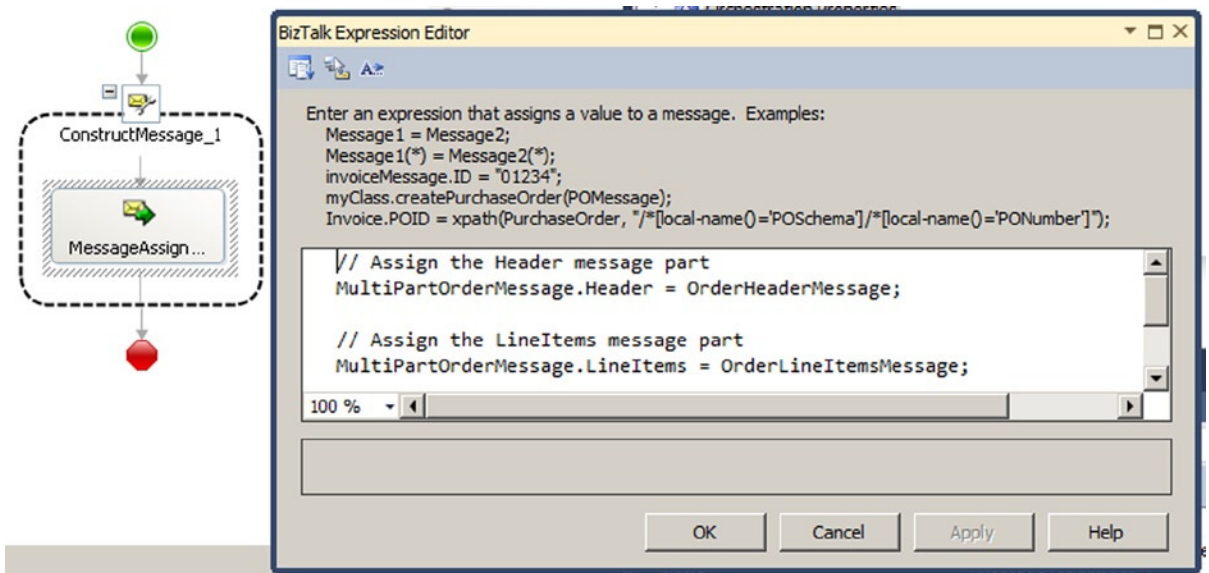 Orchestration Properties
BizTalk Expression Editor
ConstructMessage_1
MessageAssign...
Enter an expression that assigns a value to a message. Examples:
Message1 = Message2;
Message1(*) = Message2(*);
invoiceMessage.ID = "01234";
myClass.createPurchaseOrder(POMessage);
Invoice.POID = xpath(PurchaseOrder, "/*[local-name()='POSchema']/*[local-name()='PONumber']");
// Assign the Header message part
MultiPartOrderMessage.Header = OrderHeaderMessage;
// Assign the LineItems message part
MultiPartOrderMessage.LineItems = OrderLineItemsMessage;
100 %
OK Cancel Apply Help